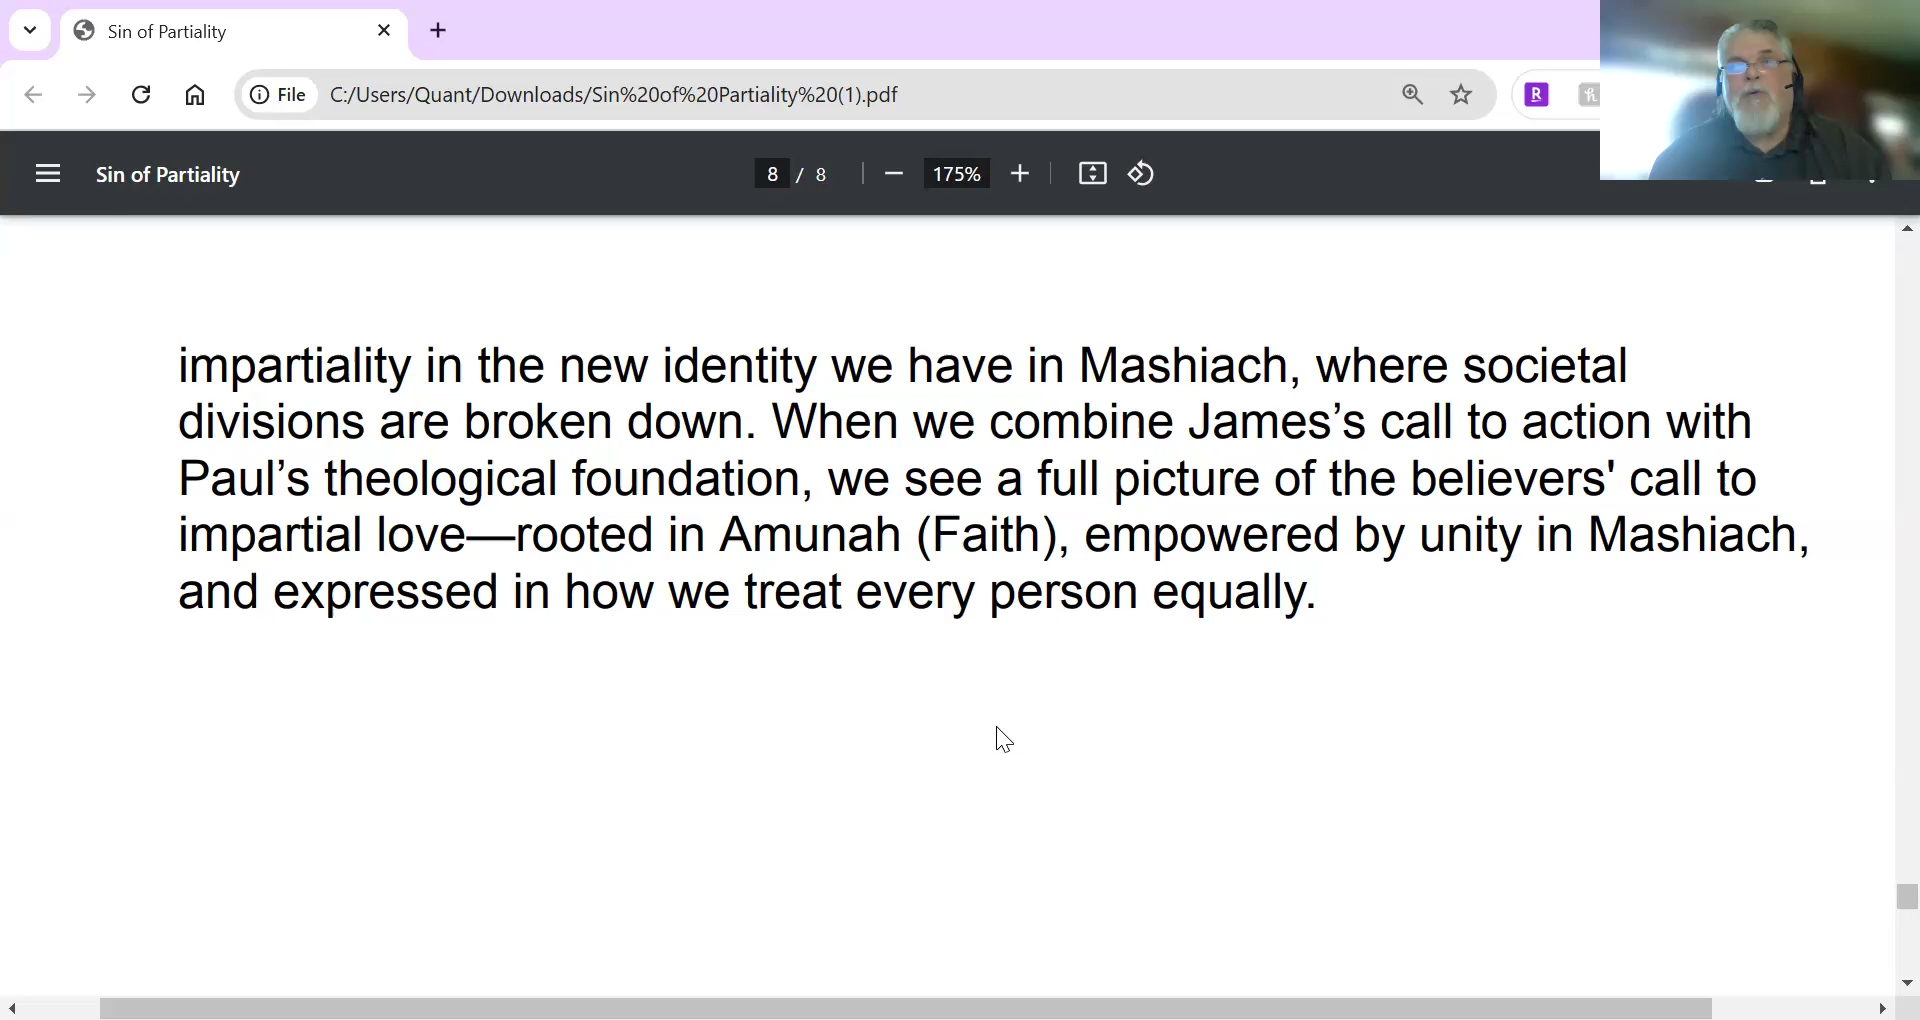 Sin of Partiality
File C:/Users/Quant/Downloads/Sin%20of%20Partiality%20(1).pdf
R
h
Sin of Partiality
8 / 8
175%
impartiality in the new identity we have in Mashiach, where societal
divisions are broken down. When we combine James’s call to action with
Paul’s theological foundation, we see a full picture of the believers' call to
impartial love—rooted in Amunah (Faith), empowered by unity in Mashiach,
and expressed in how we treat every person equally.